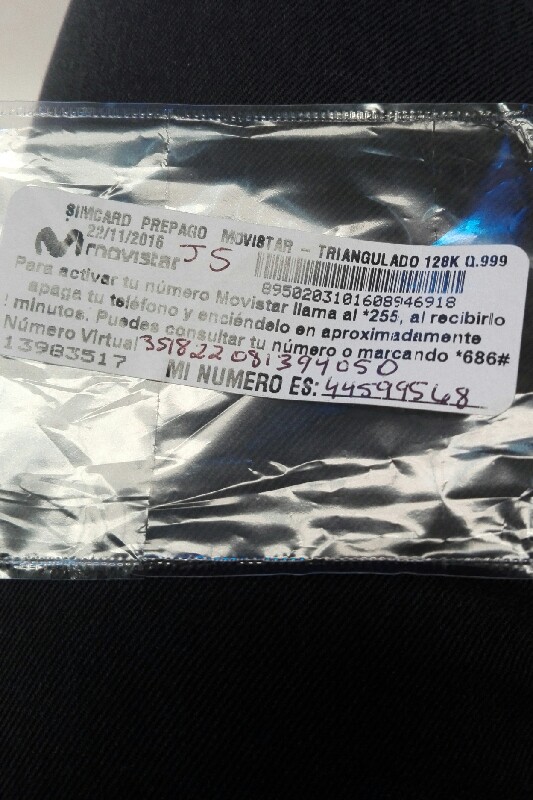 SIMCARD PREPAGO MOVISTAR - TRIANGULADO 128K Q.999
22/11/2016
movistar JS
8950203101608946918
Para activar tu número Movistar llama al *255, al recibirlo
apaga tu teléfono y enciéndelo en aproximadamente
minutos. Puedes consultar tu número o marcando *686#
Número Virtual 351822081394050
13983517 MI NUMERO ES: 44599568